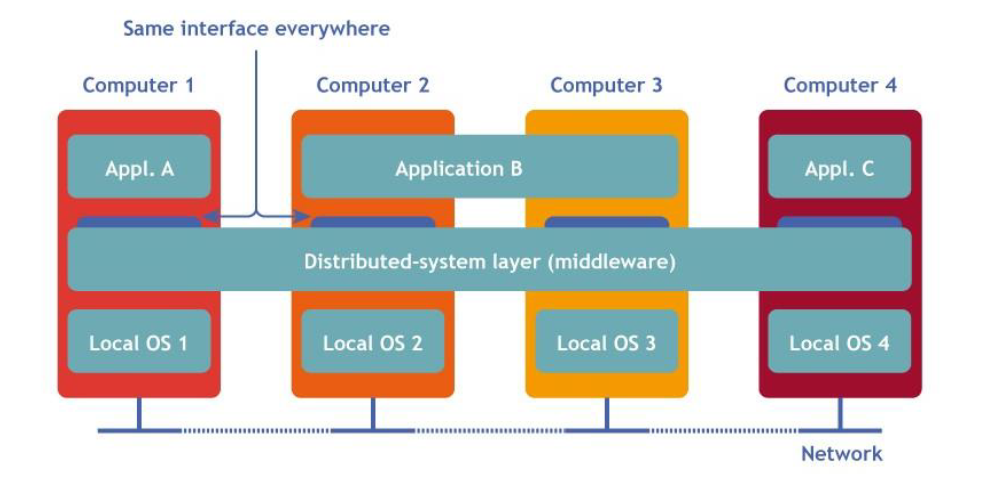 Same interface everywhere
Computer 1
Computer 2
Computer 3
Computer 4
Appl. A
Application B
Appl. C
Distributed-system layer (middleware)
Local OS 1
Local OS 2
Local OS 3
Local OS 4
Network